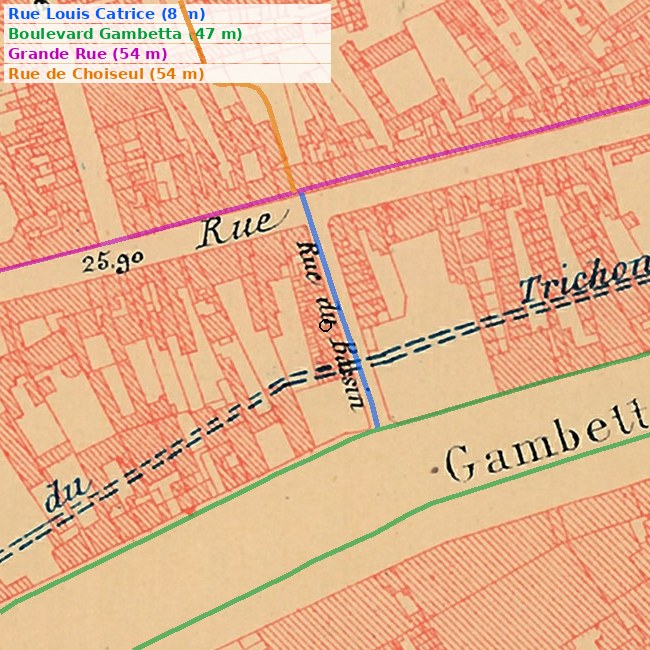 Rue Louis Catrice (8 m)
Boulevard Gambetta (47 m)
Grande Rue (54 m)
Rue de Choiseul (54 m)
Rue
25.90
Rue du bassin
Trichon
du
Gambett